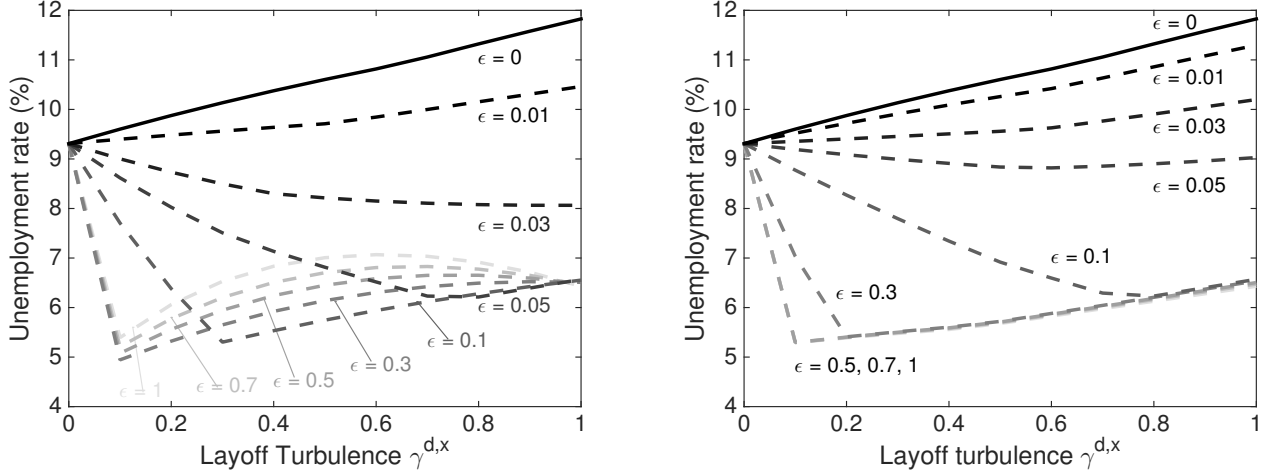 12
11
10
9
8
7
6
5
4
Unemployment rate (%)
ϵ = 0
ϵ = 0.01
ϵ = 0.03
ϵ = 0.05
ϵ = 0.1
ϵ = 0.3
ϵ = 0.5
ϵ = 0.7
ϵ = 1
0 0.2 0.4 0.6 0.8 1
Layoff Turbulence γ^d,x
12
11
10
9
8
7
6
5
4
Unemployment rate (%)
ϵ = 0
ϵ = 0.01
ϵ = 0.03
ϵ = 0.05
ϵ = 0.1
ϵ = 0.3
ϵ = 0.5, 0.7, 1
0 0.2 0.4 0.6 0.8 1
Layoff turbulence γ^d,x